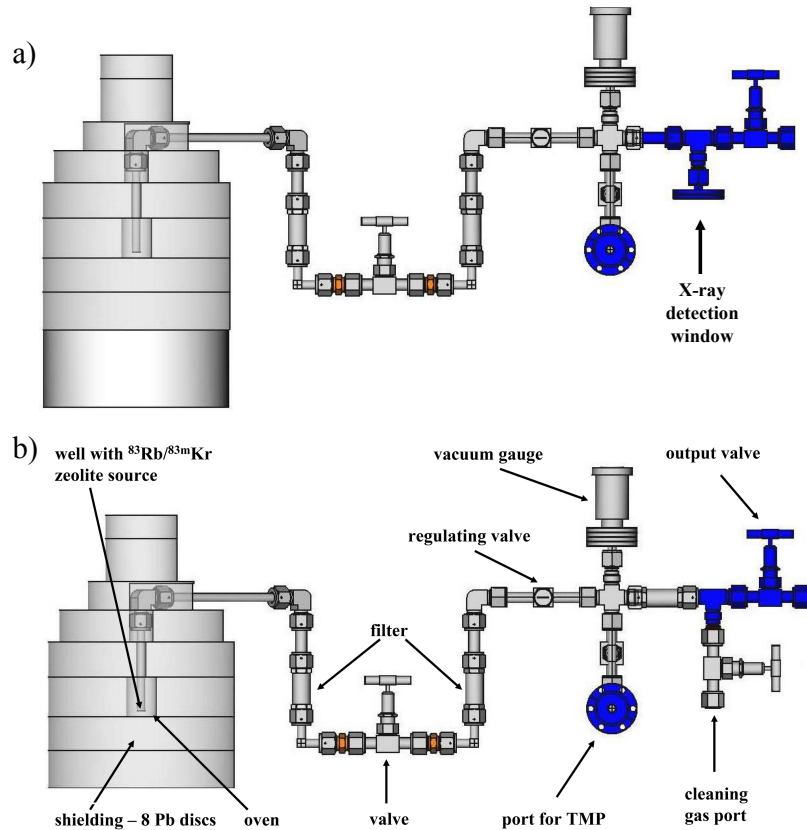 a)
X-ray
detection
window
b)
well with ⁸³Rb/⁸³ᵐKr
zeolite source
vacuum gauge
output valve
regulating valve
filter
shielding – 8 Pb discs
oven
valve
port for TMP
cleaning
gas port